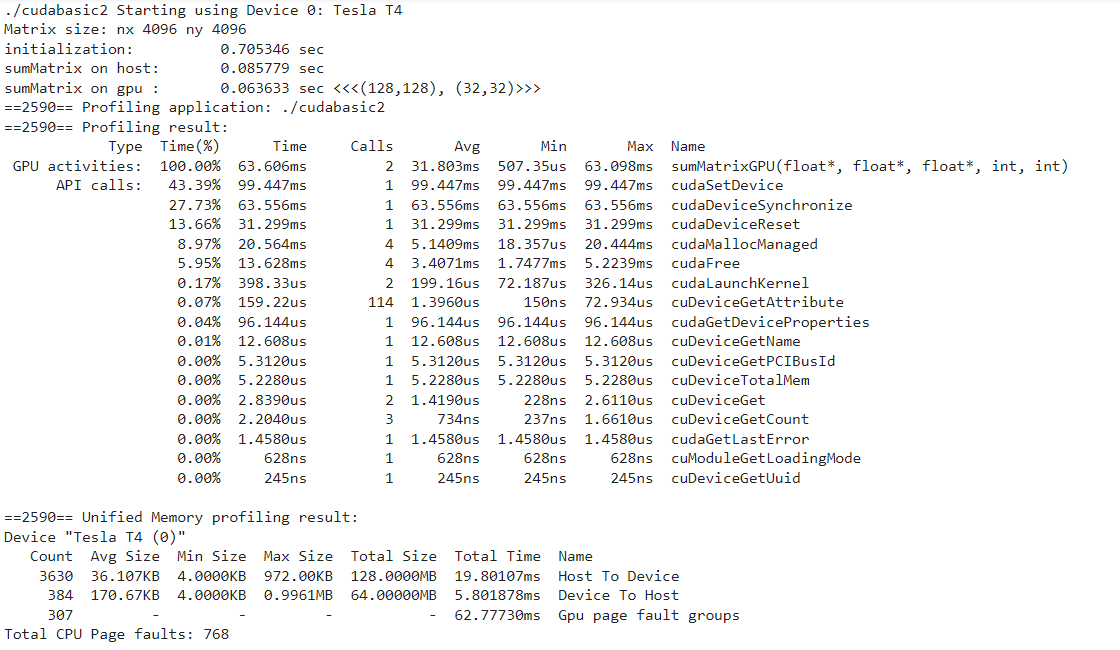 ./cudabasic2 Starting using Device 0: Tesla T4
Matrix size: nx 4096 ny 4096
initialization:          0.705346 sec
sumMatrix on host:       0.085779 sec
sumMatrix on gpu :       0.063633 sec <<<(128,128), (32,32)>>>
==2590== Profiling application: ./cudabasic2
==2590== Profiling result:
            Type  Time(%)      Time     Calls       Avg       Min       Max  Name
 GPU activities:  100.00%  63.606ms         2  31.803ms  507.35us  63.098ms  sumMatrixGPU(float*, float*, float*, int, int)
      API calls:   43.39%  99.447ms         1  99.447ms  99.447ms  99.447ms  cudaSetDevice
                   27.73%  63.556ms         1  63.556ms  63.556ms  63.556ms  cudaDeviceSynchronize
                   13.66%  31.299ms         1  31.299ms  31.299ms  31.299ms  cudaDeviceReset
                    8.97%  20.564ms         4  5.1409ms  18.357us  20.444ms  cudaMallocManaged
                    5.95%  13.628ms         4  3.4071ms  1.7477ms  5.2239ms  cudaFree
                    0.17%  398.33us         2  199.16us  72.187us  326.14us  cudaLaunchKernel
                    0.07%  159.22us       114  1.3960us     150ns  72.934us  cuDeviceGetAttribute
                    0.04%  96.144us         1  96.144us  96.144us  96.144us  cudaGetDeviceProperties
                    0.01%  12.608us         1  12.608us  12.608us  12.608us  cuDeviceGetName
                    0.00%  5.3120us         1  5.3120us  5.3120us  5.3120us  cuDeviceGetPCIBusId
                    0.00%  5.2280us         1  5.2280us  5.2280us  5.2280us  cuDeviceTotalMem
                    0.00%  2.8390us         2  1.4190us     228ns  2.6110us  cuDeviceGet
                    0.00%  2.2040us         3     734ns     237ns  1.6610us  cuDeviceGetCount
                    0.00%  1.4580us         1  1.4580us  1.4580us  1.4580us  cudaGetLastError
                    0.00%     628ns         1     628ns     628ns     628ns  cuModuleGetLoadingMode
                    0.00%     245ns         1     245ns     245ns     245ns  cuDeviceGetUuid
==2590== Unified Memory profiling result:
Device "Tesla T4 (0)"
   Count  Avg Size  Min Size  Max Size  Total Size  Total Time  Name
    3630  36.107KB  4.0000KB  972.00KB  128.0000MB  19.80107ms  Host To Device
     384  170.67KB  4.0000KB  0.9961MB  64.00000MB  5.801878ms  Device To Host
     307         -         -         -           -  62.77730ms  Gpu page fault groups
Total CPU Page faults: 768